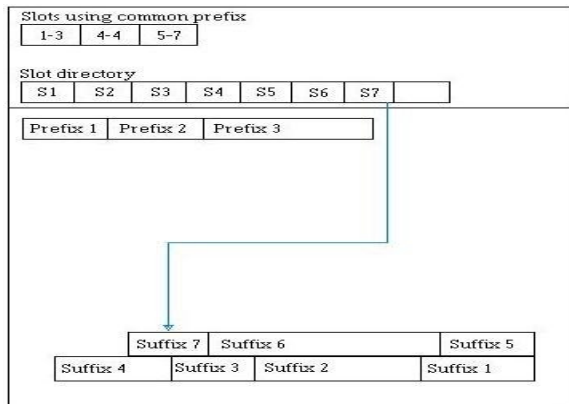 Slots using common prefix
1-3 4-4 5-7
Slot directory
S1 S2 S3 S4 S5 S6 S7
Prefix 1 Prefix 2 Prefix 3
Suffix 7 Suffix 6 Suffix 5
Suffix 4 Suffix 3 Suffix 2 Suffix 1